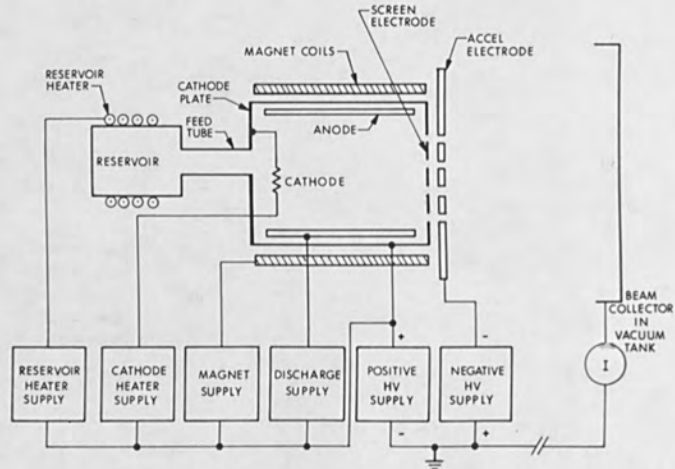 SCREEN
ELECTRODE
ACCEL
ELECTRODE
MAGNET COILS
RESERVOIR
HEATER
CATHODE
PLATE
FEED
TUBE
ANODE
RESERVOIR
CATHODE
BEAM
COLLECTOR
IN
VACUUM
TANK
I
+
-
RESERVOIR
HEATER
SUPPLY
CATHODE
HEATER
SUPPLY
MAGNET
SUPPLY
DISCHARGE
SUPPLY
POSITIVE
HV
SUPPLY
NEGATIVE
HV
SUPPLY
-
+